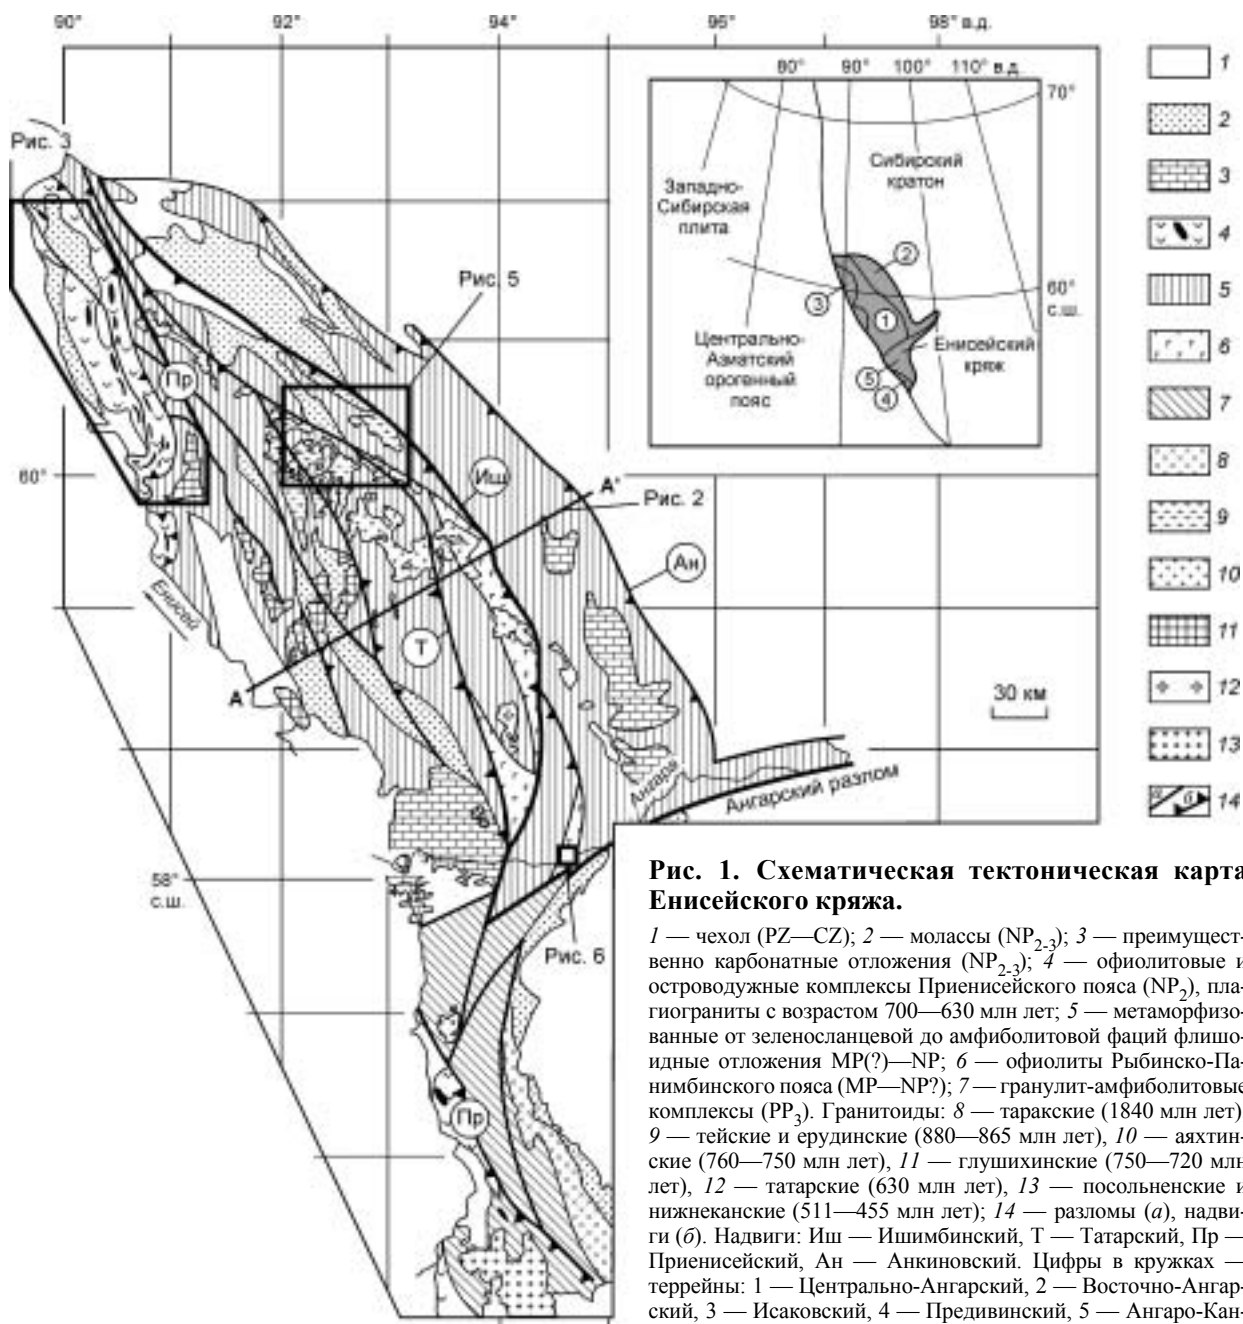 90° 92° 94° 96° 98° в.д.
Рис. 3
80° 90° 100° 110° в.д.
70°
Сибирский
кратон
Западно-
Сибирская
плита
2
Рис. 5
60°
с.ш.
3
1
Центрально-
Азиатский
орогенный
пояс
Енисейский
кряж
5
4
Пр
60°
Иш
А'
Рис. 2
Ан
Енисей
Т
А
30 км
Ангара
Ангарский разлом
58°
с.ш.
Рис. 6
Пр
1
2
3
4
5
6
7
8
9
10
11
12
13
а б 14
Рис. 1. Схематическая тектоническая карта
Енисейского кряжа.
1 — чехол (PZ—CZ); 2 — молассы (NP2-3); 3 — преимущест-
венно карбонатные отложения (NP2-3); 4 — офиолитовые и
островодужные комплексы Приенисейского пояса (NP2), пла-
гиограниты с возрастом 700—630 млн лет; 5 — метаморфизо-
ванные от зеленосланцевой до амфиболитовой фаций флишо-
идные отложения MP(?)—NP; 6 — офиолиты Рыбинско-Па-
нимбинского пояса (MP—NP?); 7 — гранулит-амфиболитовые
комплексы (PP3). Гранитоиды: 8 — таракские (1840 млн лет)
9 — тейские и ерудинские (880—865 млн лет), 10 — аяхтин-
ские (760—750 млн лет), 11 — глушихинские (750—720 млн
лет), 12 — татарские (630 млн лет), 13 — посольненские и
нижнеканские (511—455 млн лет); 14 — разломы (а), надви-
ги (б). Надвиги: Иш — Ишимбинский, Т — Татарский, Пр —
Приенисейский, Ан — Анкиновский. Цифры в кружках —
террейны: 1 — Центрально-Ангарский, 2 — Восточно-Ангар-
ский, 3 — Исаковский, 4 — Предивинский, 5 — Ангаро-Кан-